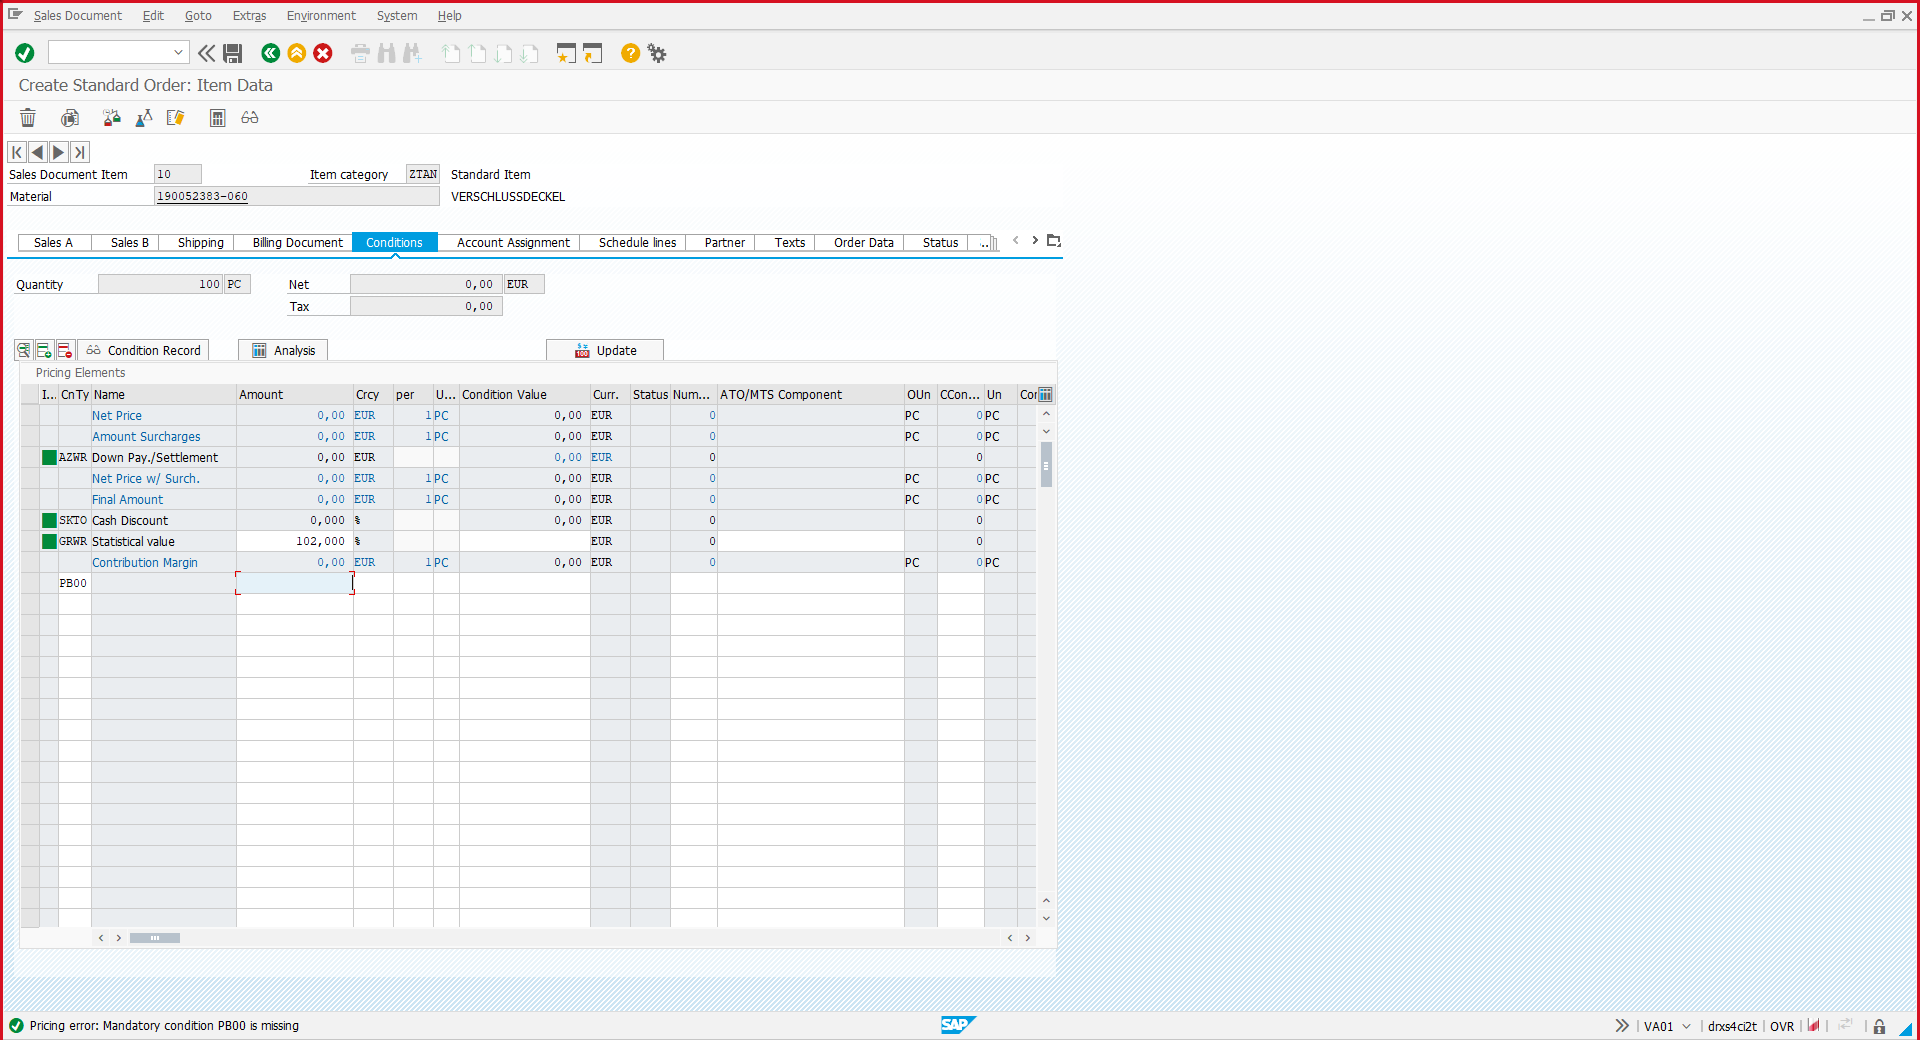 Sales Document Edit Goto Extras Environment System Help
Create Standard Order: Item Data
Sales Document Item 10 Item category ZTAN Standard Item
Material 190052383-060 VERSCHLUSSDECKEL
Sales A Sales B Shipping Billing Document Conditions Account Assignment Schedule lines Partner Texts Order Data Status ...
Quantity 100 PC Net 0,00 EUR
Tax 0,00
Condition Record Analysis Update
Pricing Elements
I... CnTy Name Amount Crcy per U... Condition Value Curr. Status Num... ATO/MTS Component OUn CCon... Un Con
Net Price 0,00 EUR 1 PC 0,00 EUR 0 PC 0 PC
Amount Surcharges 0,00 EUR 1 PC 0,00 EUR 0 PC 0 PC
AZWR Down Pay./Settlement 0,00 EUR 0,00 EUR 0 0
Net Price w/ Surch. 0,00 EUR 1 PC 0,00 EUR 0 PC 0 PC
Final Amount 0,00 EUR 1 PC 0,00 EUR 0 PC 0 PC
SKTO Cash Discount 0,000 % 0,00 EUR 0 0
GRWR Statistical value 102,000 % EUR 0 0
Contribution Margin 0,00 EUR 1 PC 0,00 EUR 0 PC 0 PC
PB00
Pricing error: Mandatory condition PB00 is missing SAP VA01 drxs4ci2t OVR